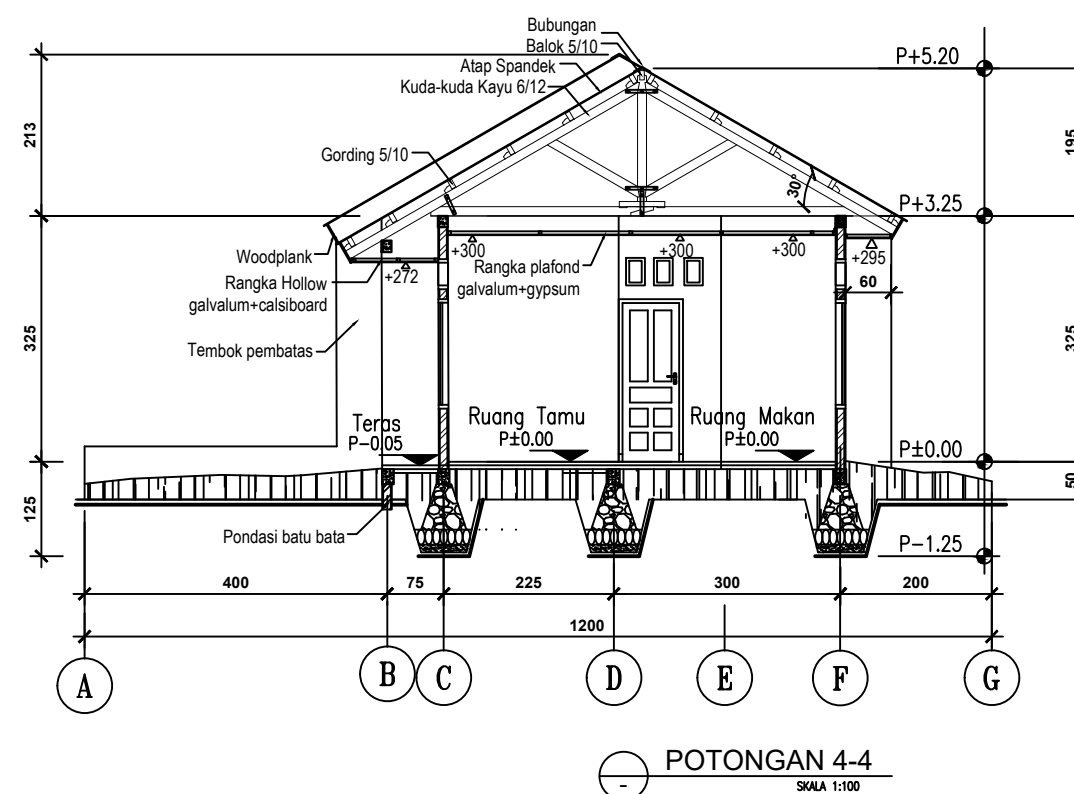 Bubungan
Balok 5/10
Atap Spandek
Kuda-kuda Kayu 6/12
Gording 5/10
P+5.20
213
195
30°
P+3.25
Woodplank
+300
+300
+300
+272
+295
Rangka Hollow
galvalum+calsiboard
Rangka plafond
galvalum+gypsum
60
325
325
Tembok pembatas
Teras
P-0.05
Ruang Tamu
P±0.00
Ruang Makan
P±0.00
P±0.00
125
50
Pondasi batu bata
P-1.25
400
75
225
300
200
1200
A
B
C
D
E
F
G
POTONGAN 4-4
-
SKALA 1:100